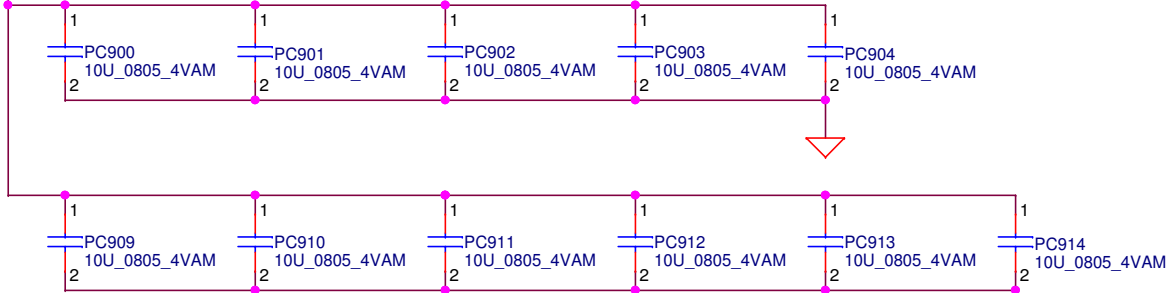 1 1 1 1 1
PC900 PC901 PC902 PC903 PC904
10U_0805_4VAM 10U_0805_4VAM 10U_0805_4VAM 10U_0805_4VAM 10U_0805_4VAM
2 2 2 2 2
1 1 1 1 1 1
PC909 PC910 PC911 PC912 PC913 PC914
10U_0805_4VAM 10U_0805_4VAM 10U_0805_4VAM 10U_0805_4VAM 10U_0805_4VAM 10U_0805_4VAM
2 2 2 2 2 2